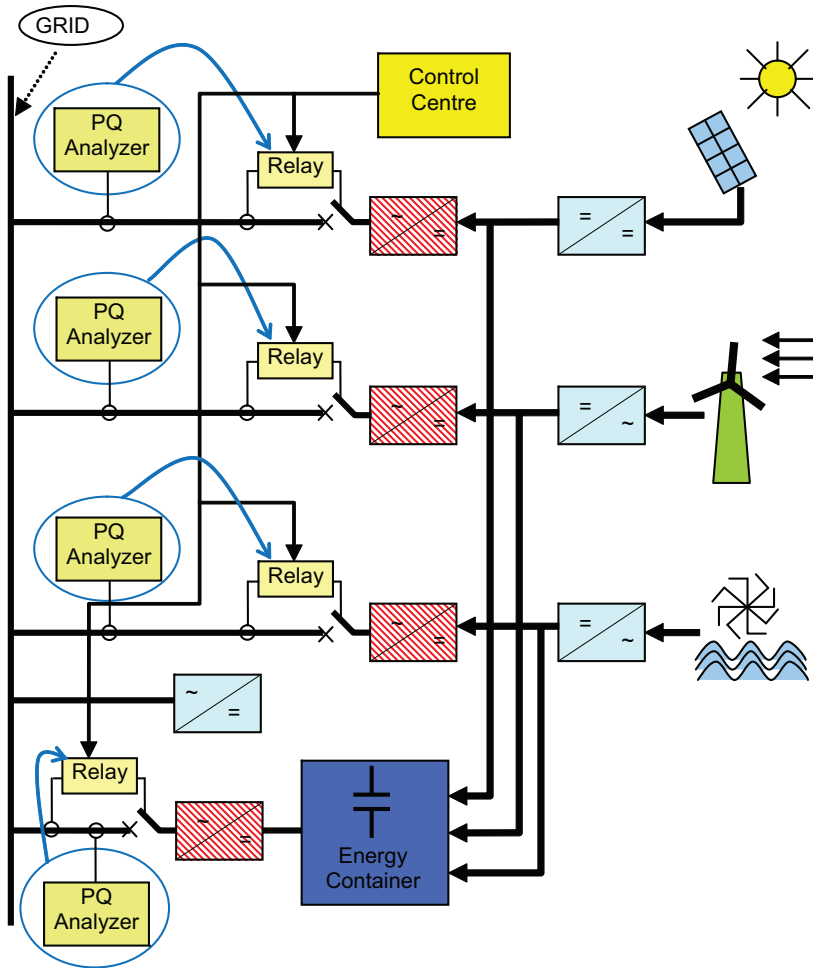 GRID
Control
Centre
PQ
Analyzer
Relay
~
=
=
=
PQ
Analyzer
Relay
~
=
=
~
PQ
Analyzer
Relay
~
=
=
~
~
=
Relay
~
=
Energy
Container
PQ
Analyzer